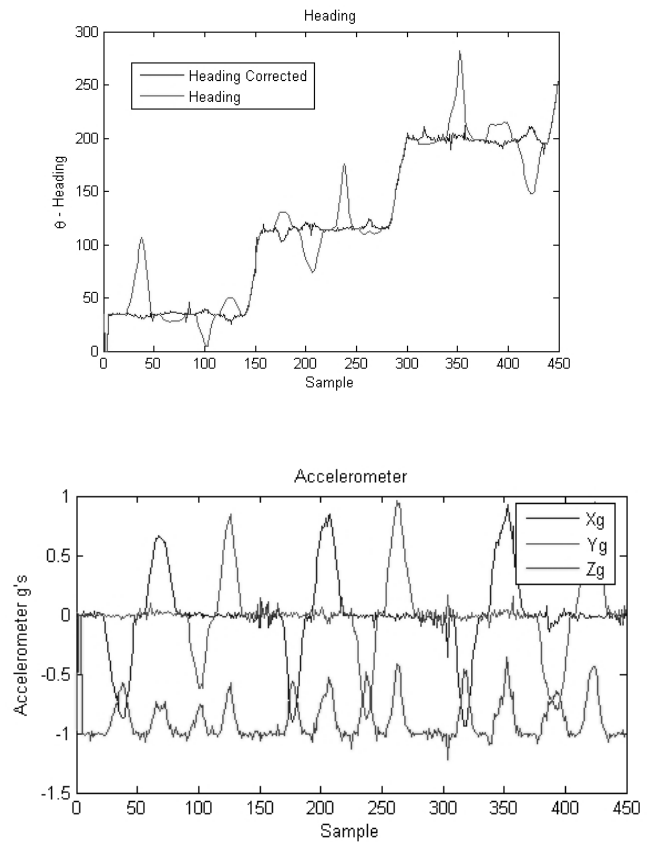 Heading
300
250
200
150
100
50
0
θ - Heading
Heading Corrected
Heading
0 50 100 150 200 250 300 350 400 450
Sample
Accelerometer
1
0.5
0
-0.5
-1
-1.5
Accelerometer g's
Xg
Yg
Zg
0 50 100 150 200 250 300 350 400 450
Sample